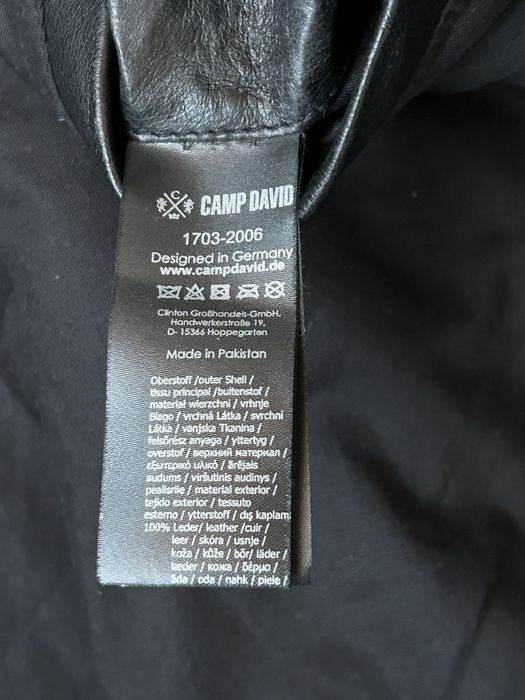 C
CAMP DAVID
1703-2006
Designed in Germany
www.campdavid.de
Clinton Großhandels-GmbH,
Handwerkerstraße 19,
D- 15366 Hoppegarten
Made in Pakistan
Oberstoff /outer Shell /
tissu principal /buitenstof /
materiał wierzchni / vrhnje
Blago / vrchná Látka / svrchní
Látka / vanjska Tkanina /
felsőrész anyaga / yttertyg /
overstof / верхний материал /
εξωτερικό υλικό / ārējais
audums / viršutinis audinys /
pealisriie / material exterior /
tejido exterior / tessuto
esterno / ytterstoff / dış kaplam
100% Leder/ leather /cuir /
leer / skóra / usnje /
koža / kůže / bőr/ läder /
læder / кожа / δέρμα /
āda / oda / nahk / piele /